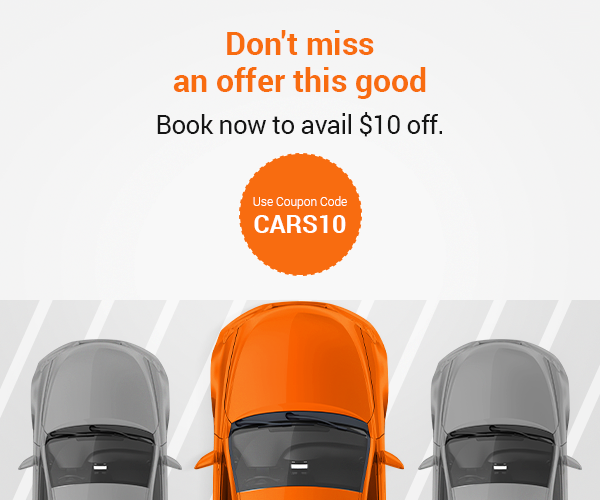 Don't miss
an offer this good
Book now to avail $10 off.
Use Coupon Code
CARS10